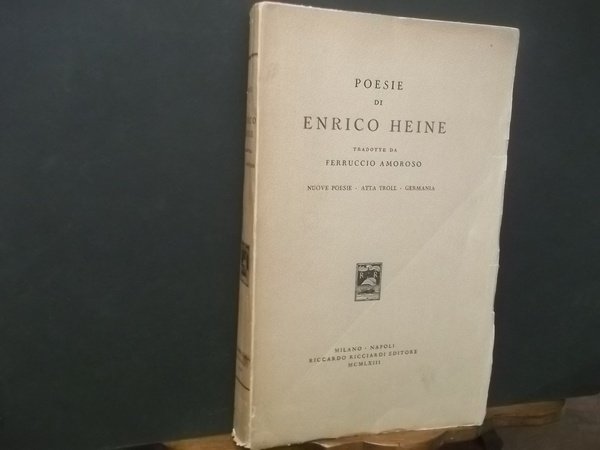 POESIE
DI
ENRICO HEINE
TRADOTTE DA
FERRUCCIO AMOROSO
NUOVE POESIE - ATTA TROLL - GERMANIA
R R
MILANO - NAPOLI
RICCARDO RICCIARDI EDITORE
MCMLXIII